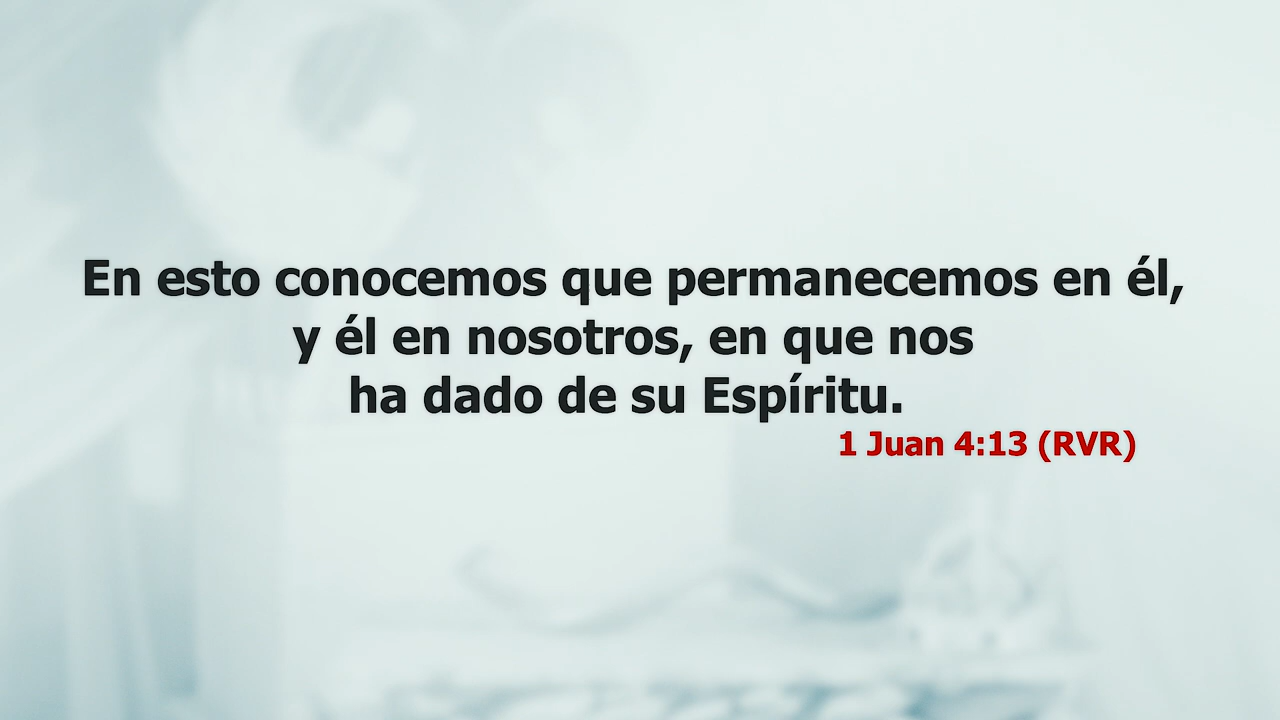 En esto conocemos que permanecemos en él,
y él en nosotros, en que nos
ha dado de su Espíritu.
1 Juan 4:13 (RVR)